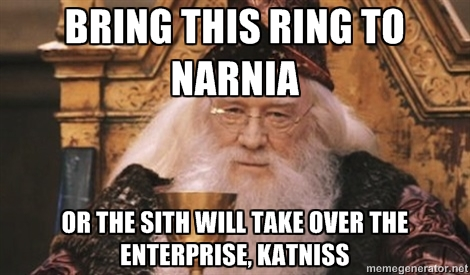 BRING THIS RING TO
NARNIA
OR THE SITH WILL TAKE OVER THE
ENTERPRISE, KATNISS
memegenerator.net